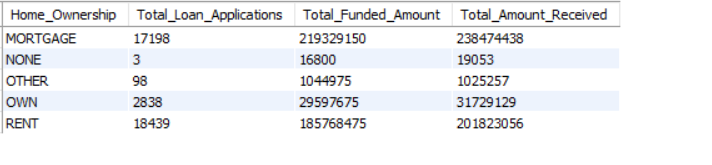 Home_Ownership Total_Loan_Applications Total_Funded_Amount Total_Amount_Received
MORTGAGE 17198 219329150 238474438
NONE 3 16800 19053
OTHER 98 1044975 1025257
OWN 2838 29597675 31729129
RENT 18439 185768475 201823056